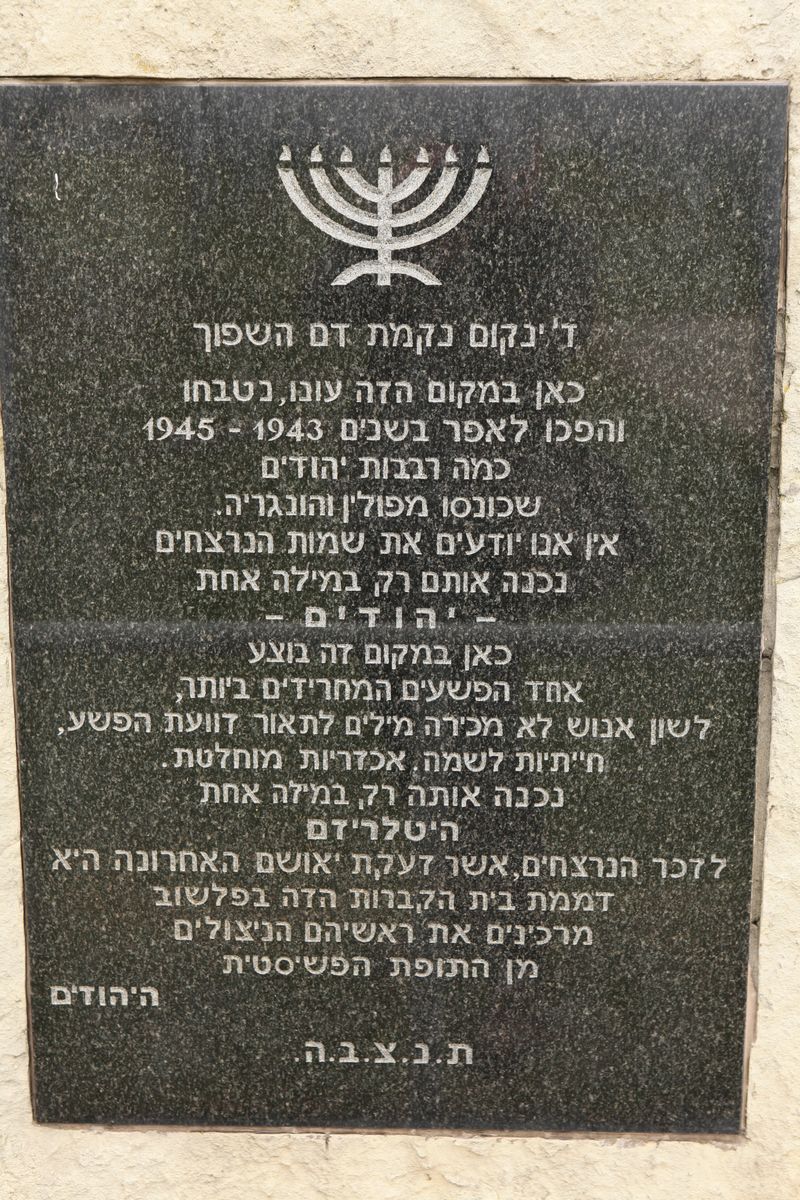 ד' ינקום נקמת דם השפוך
כאן במקום הזה עונו, נטבחו
והפכו לאפר בשנים 1943 - 1945
כמה רבבות יהודים
שכונסו מפולין והונגריה.
אין אנו יודעים את שמות הנרצחים
נכנה אותם רק במילה אחת
– יהודים –
כאן במקום זה בוצע
אחד הפשעים המחרידים ביותר,
לשון אנוש לא מכירה מילים לתאור זוועת הפשע,
חייתיות לשמה. אכזריות מוחלטת.
נכנה אותה רק במילה אחת
היטלריזם
לזכר הנרצחים, אשר זעקת יאושם האחרונה היא
דממת בית הקברות הזה בפלשוב
מרכינים את ראשיהם הניצולים
מן התופת הפשיסטית
היהודים
ת.נ.צ.ב.ה.